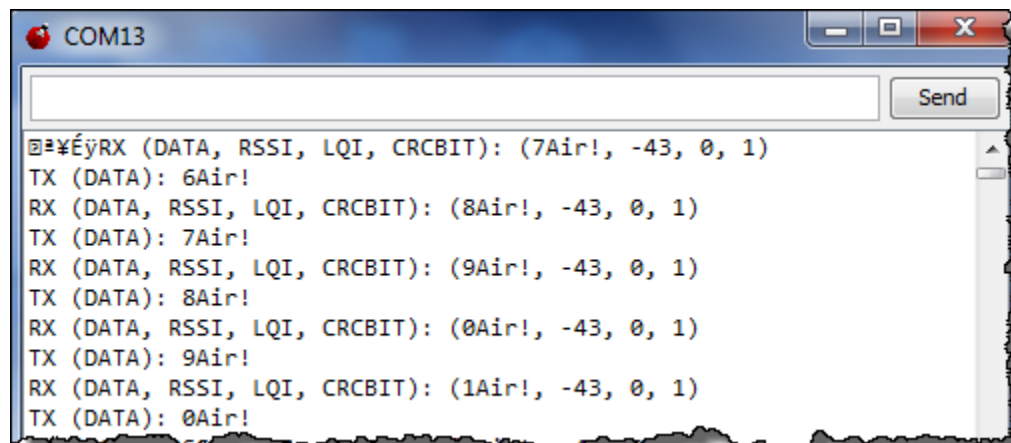 COM13
Send
ª¥ÉÿRX (DATA, RSSI, LQI, CRCBIT): (7Air!, -43, 0, 1)
TX (DATA): 6Air!
RX (DATA, RSSI, LQI, CRCBIT): (8Air!, -43, 0, 1)
TX (DATA): 7Air!
RX (DATA, RSSI, LQI, CRCBIT): (9Air!, -43, 0, 1)
TX (DATA): 8Air!
RX (DATA, RSSI, LQI, CRCBIT): (0Air!, -43, 0, 1)
TX (DATA): 9Air!
RX (DATA, RSSI, LQI, CRCBIT): (1Air!, -43, 0, 1)
TX (DATA): 0Air!